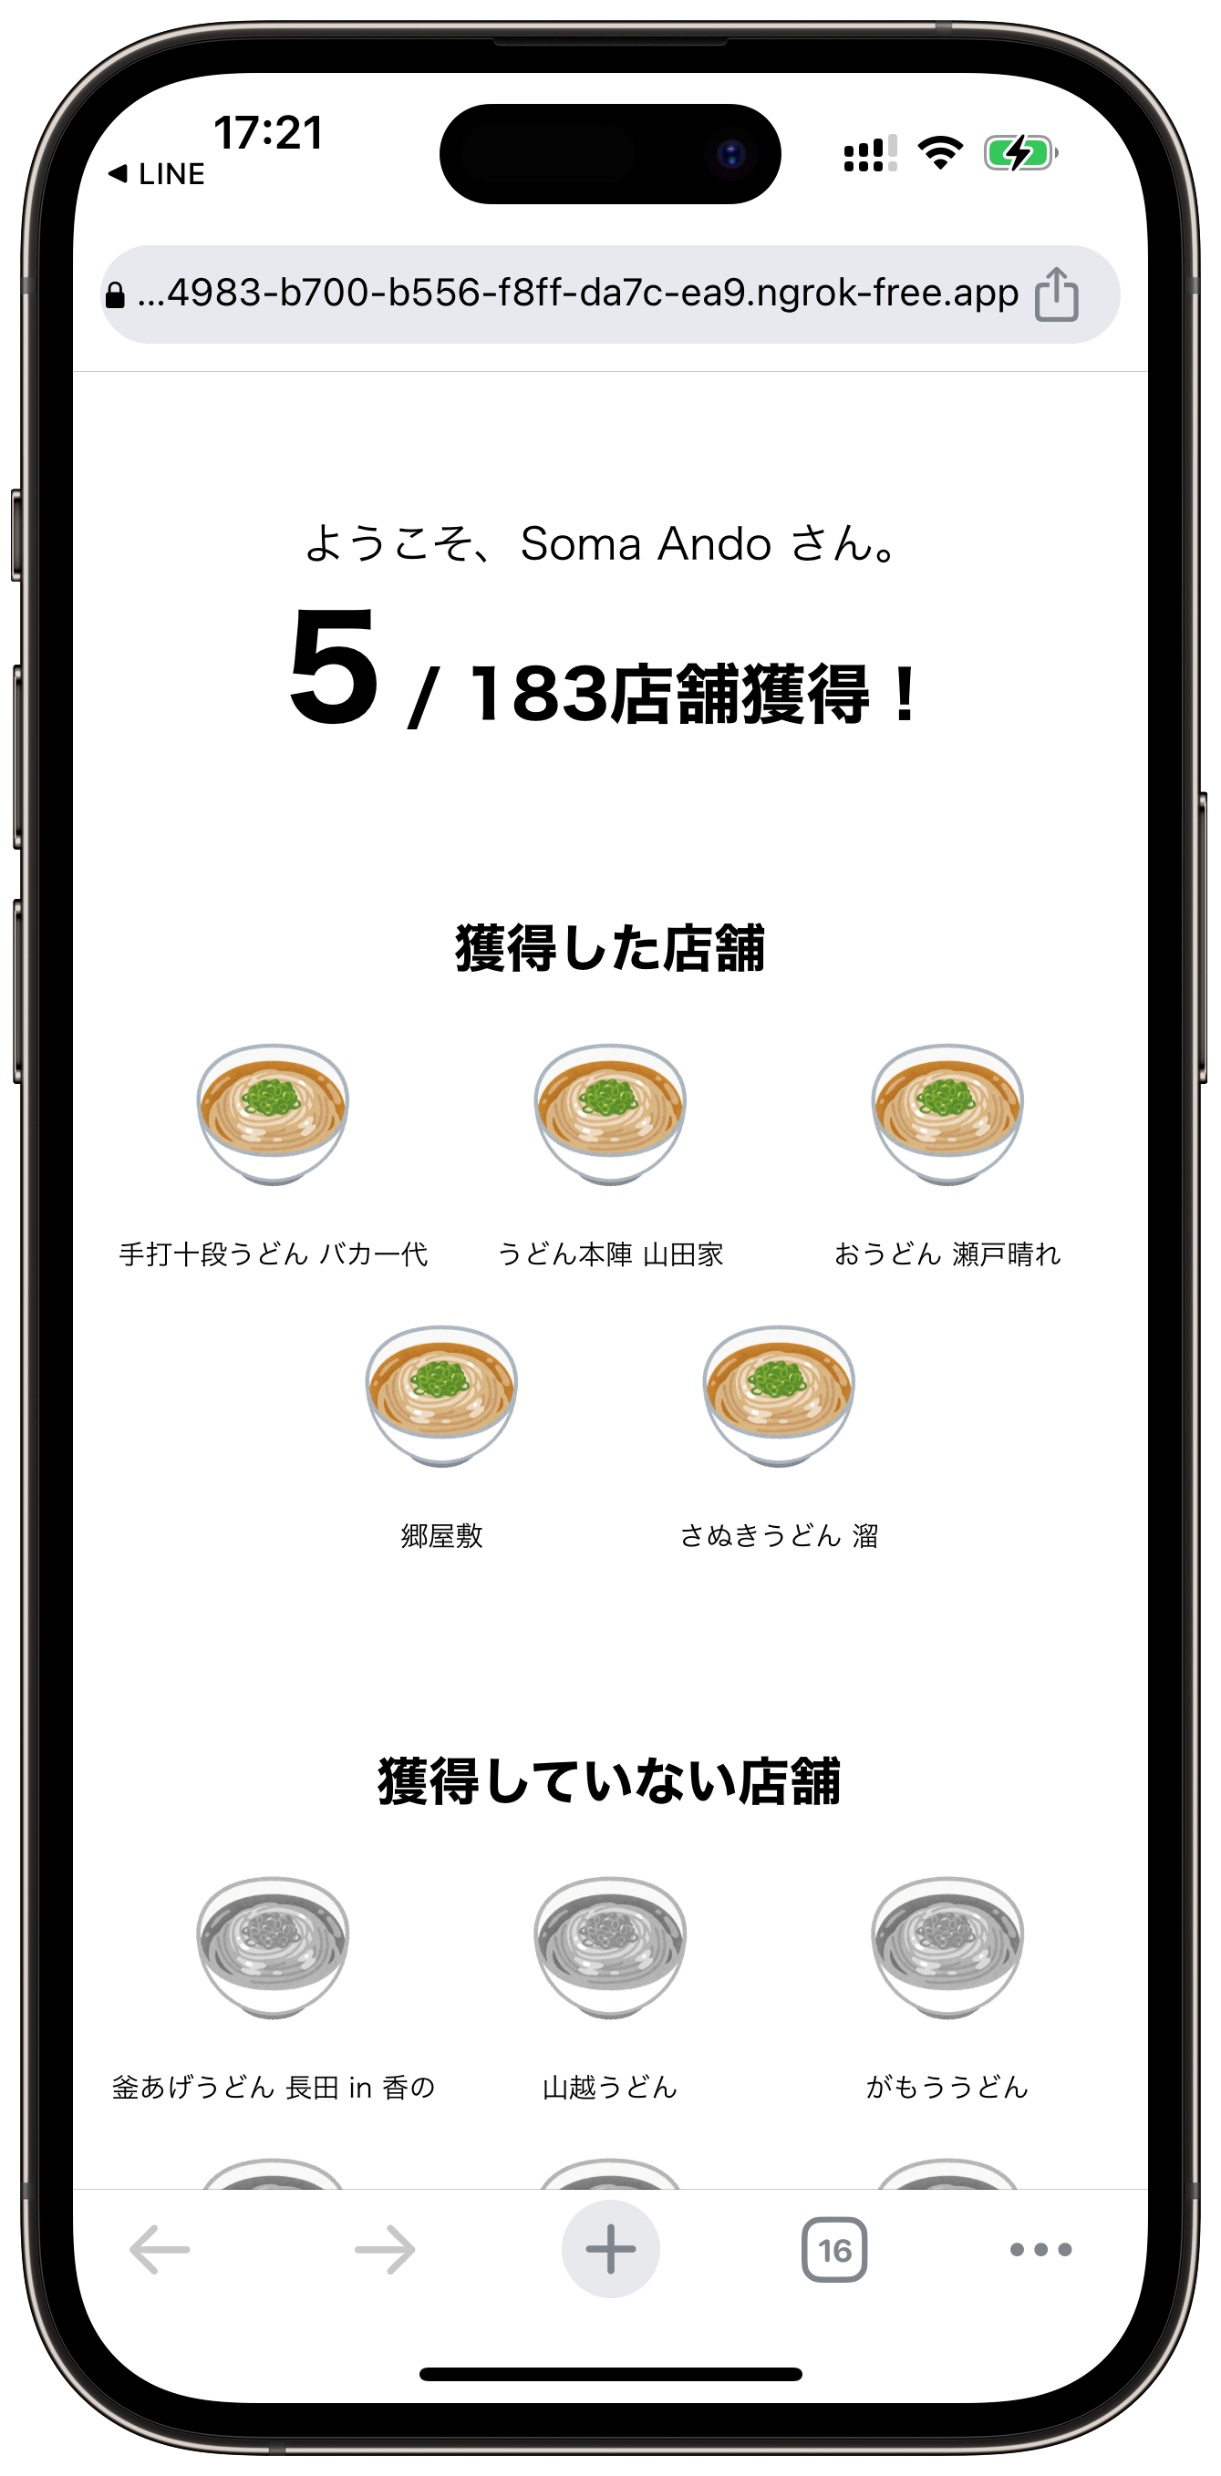 17:21
◀ LINE
...4983-b700-b556-f8ff-da7c-ea9.ngrok-free.app
ようこそ、Soma Ando さん。
5 / 183店舗獲得！
獲得した店舗
手打十段うどん バカ一代
うどん本陣 山田家
おうどん 瀬戸晴れ
郷屋敷
さぬきうどん 溜
獲得していない店舗
釜あげうどん 長田 in 香の
山越うどん
がもううどん
16